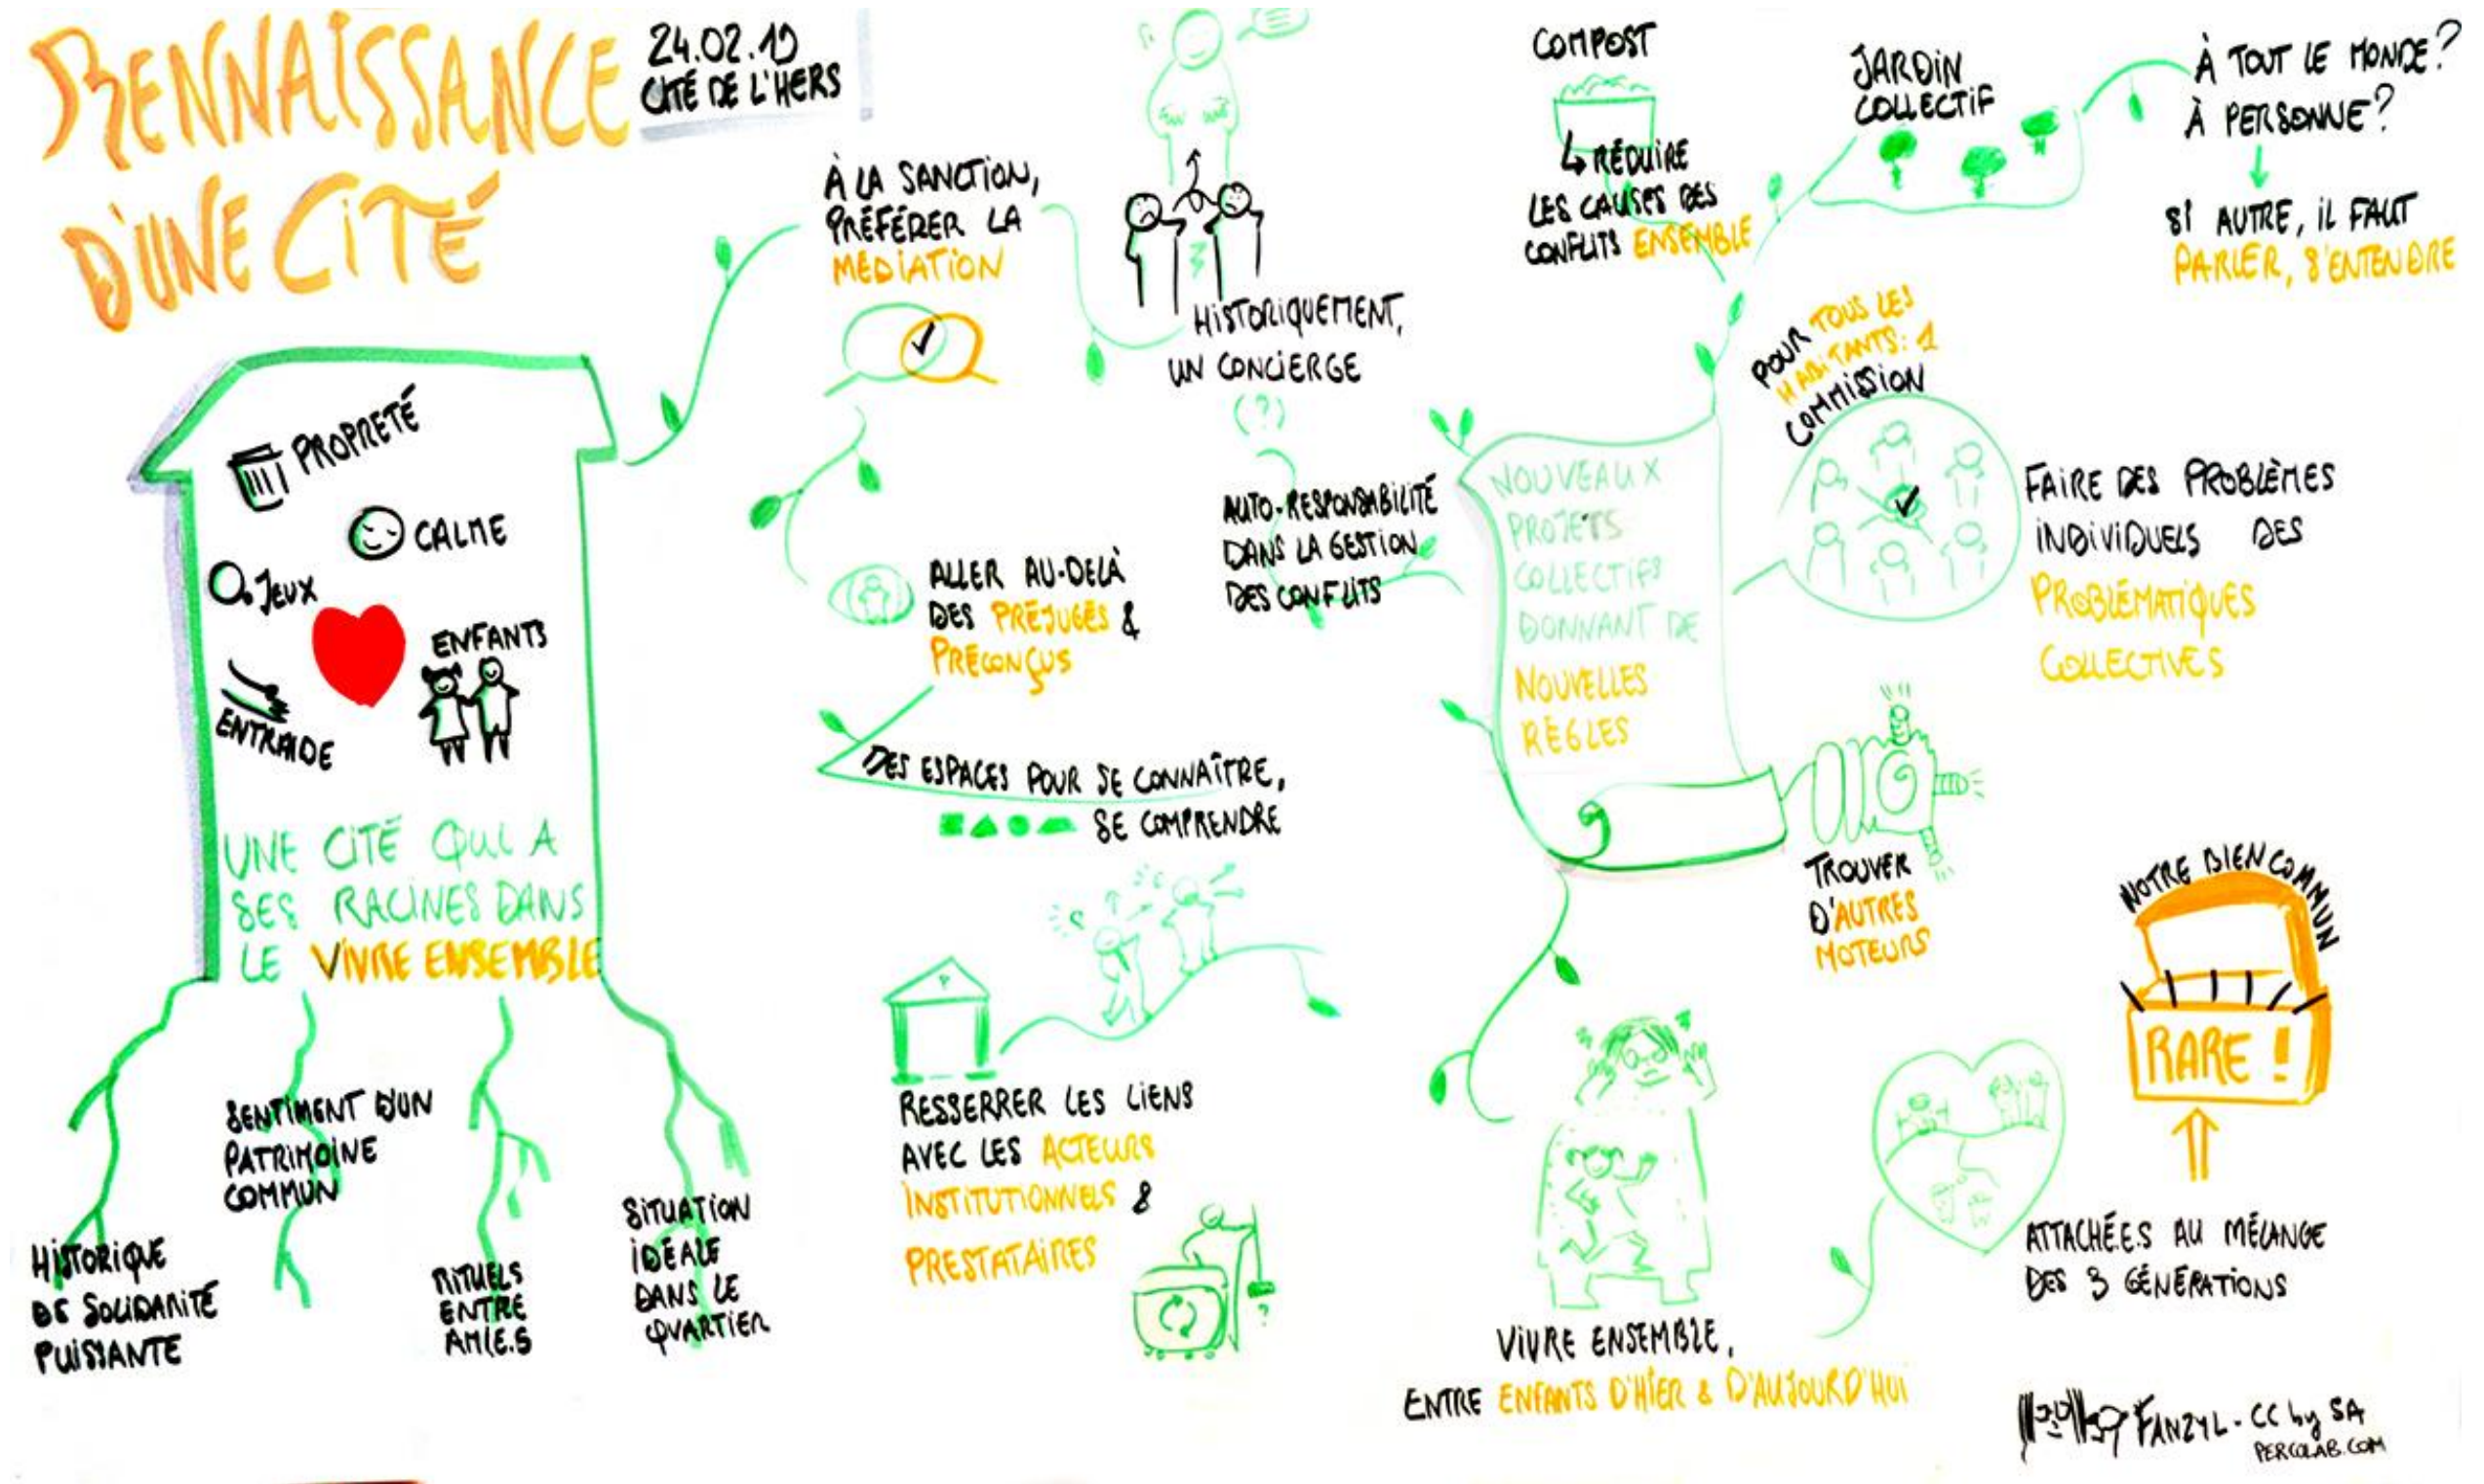 RENNAISSANCE
D'UNE CITÉ
24.02.19
CITÉ DE L'HERS
PROPRETÉ
CALME
JEUX
ENFANTS
ENTRAIDE
UNE CITÉ QUI A
SES RACINES DANS
LE VIVRE ENSEMBLE
HISTORIQUE
DE SOLIDARITÉ
PUISSANTE
SENTIMENT D'UN
PATRIMOINE
COMMUN
RITUELS
ENTRE
AMIE.S
SITUATION
IDÉALE
DANS LE
QUARTIER
À LA SANCTION,
PRÉFÉRER LA
MÉDIATION
HISTORIQUEMENT,
UN CONCIERGE
(?)
AUTO-RESPONSABILITÉ
DANS LA GESTION
DES CONFLITS
ALLER AU-DELÀ
DES PRÉJUGÉS &
PRÉCONÇUS
DES ESPACES POUR SE CONNAÎTRE,
SE COMPRENDRE
RESSERRER LES LIENS
AVEC LES ACTEURS
INSTITUTIONNELS &
PRESTATAIRES
?
COMPOST
↳ RÉDUIRE
LES CAUSES DES
CONFLITS ENSEMBLE
JARDIN
COLLECTIF
À TOUT LE MONDE?
À PERSONNE?
SI AUTRE, IL FAUT
PARLER, S'ENTENDRE
POUR TOUS LES
HABITANTS: 1
COMMISSION
FAIRE DES PROBLÈMES
INDIVIDUELS DES
PROBLÉMATIQUES
COLLECTIVES
NOUVEAUX
PROJETS
COLLECTIFS
DONNANT DE
NOUVELLES
RÈGLES
TROUVER
D'AUTRES
MOTEURS
NOTRE BIEN COMMUN
RARE !
ATTACHÉ.E.S AU MÉLANGE
DES 3 GÉNÉRATIONS
VIVRE ENSEMBLE,
ENTRE ENFANTS D'HIER & D'AUJOURD'HUI
FANZYL - CC by SA
PERCOLAB.COM